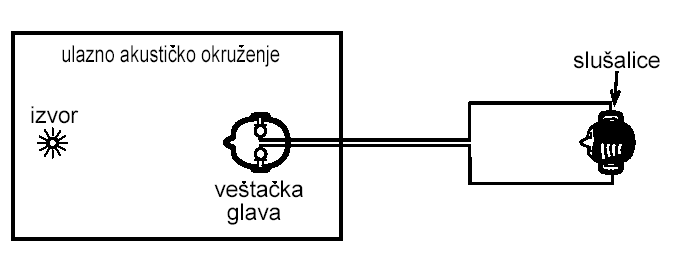 ulazno akustičko okruženje
slušalice
izvor
veštačka
glava